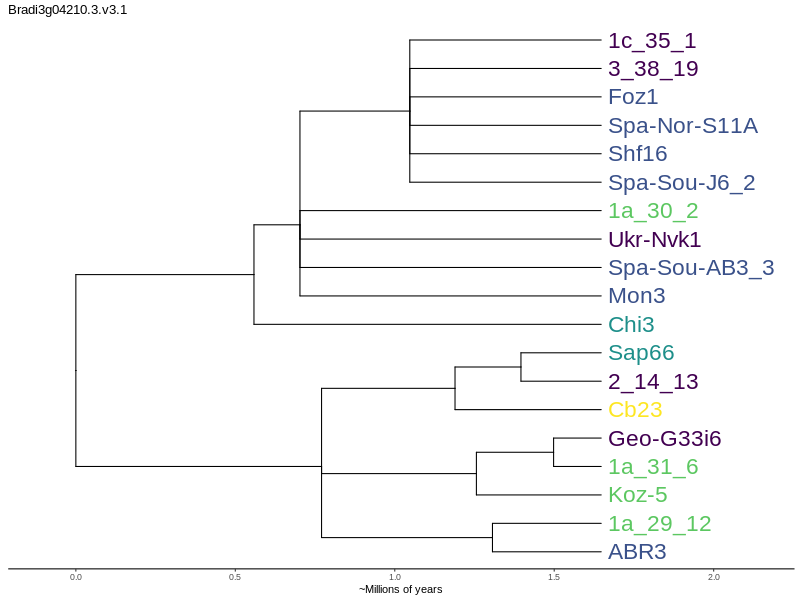 Bradi3g04210.3.v3.1
1c_35_1
3_38_19
Foz1
Spa-Nor-S11A
Shf16
Spa-Sou-J6_2
1a_30_2
Ukr-Nvk1
Spa-Sou-AB3_3
Mon3
Chi3
Sap66
2_14_13
Cb23
Geo-G33i6
1a_31_6
Koz-5
1a_29_12
ABR3
0.0 0.5 1.0 1.5 2.0
~Millions of years